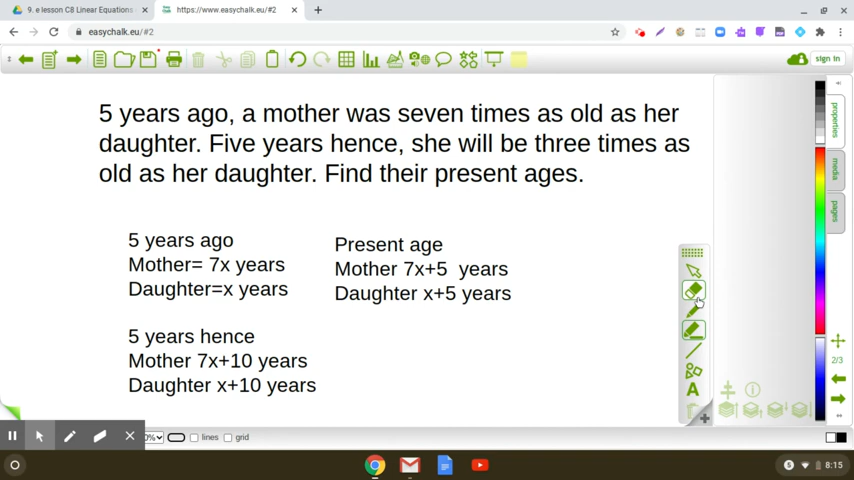 9. e lesson C8 Linear Equations
https://www.easychalk.eu/#2
easychalk.eu/#2
sign in
5 years ago, a mother was seven times as old as her
daughter. Five years hence, she will be three times as
old as her daughter. Find their present ages.
5 years ago
Mother= 7x years
Daughter=x years
Present age
Mother 7x+5 years
Daughter x+5 years
5 years hence
Mother 7x+10 years
Daughter x+10 years
properties
media
pages
A
2/3
0%
lines
grid
8:15